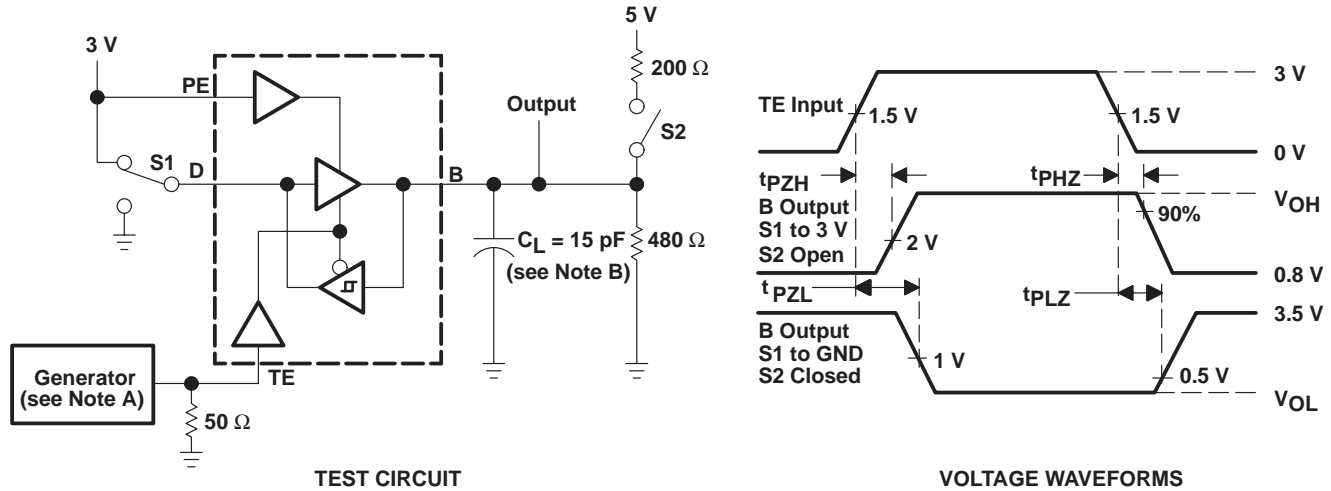 3 V
PE
S1
D
B
TE
Generator
(see Note A)
50 Ω
Output
C_L = 15 pF
(see Note B)
480 Ω
5 V
200 Ω
S2
TEST CIRCUIT
TE Input
1.5 V
1.5 V
3 V
0 V
tPZH
B Output
S1 to 3 V
S2 Open
2 V
tPHZ
90%
VOH
0.8 V
tPZL
B Output
S1 to GND
S2 Closed
1 V
tPLZ
0.5 V
3.5 V
VOL
VOLTAGE WAVEFORMS